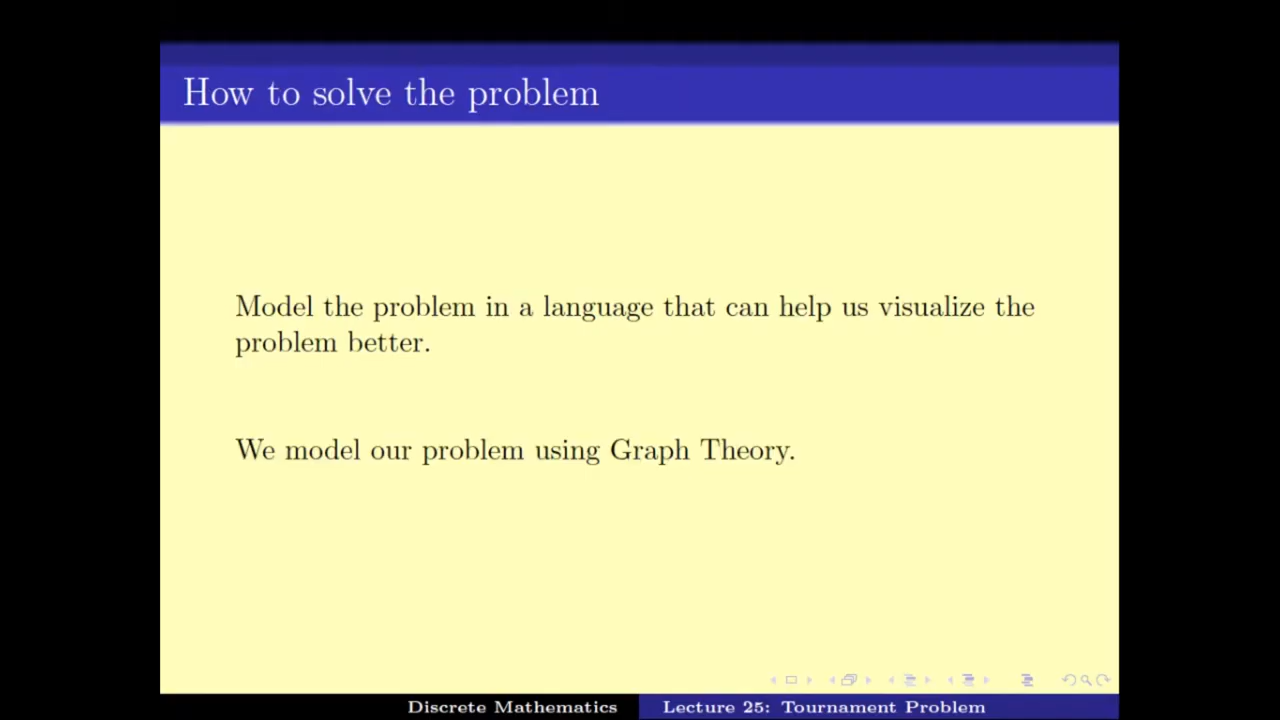 How to solve the problem
Model the problem in a language that can help us visualize the
problem better.
We model our problem using Graph Theory.
Discrete Mathematics
Lecture 25: Tournament Problem